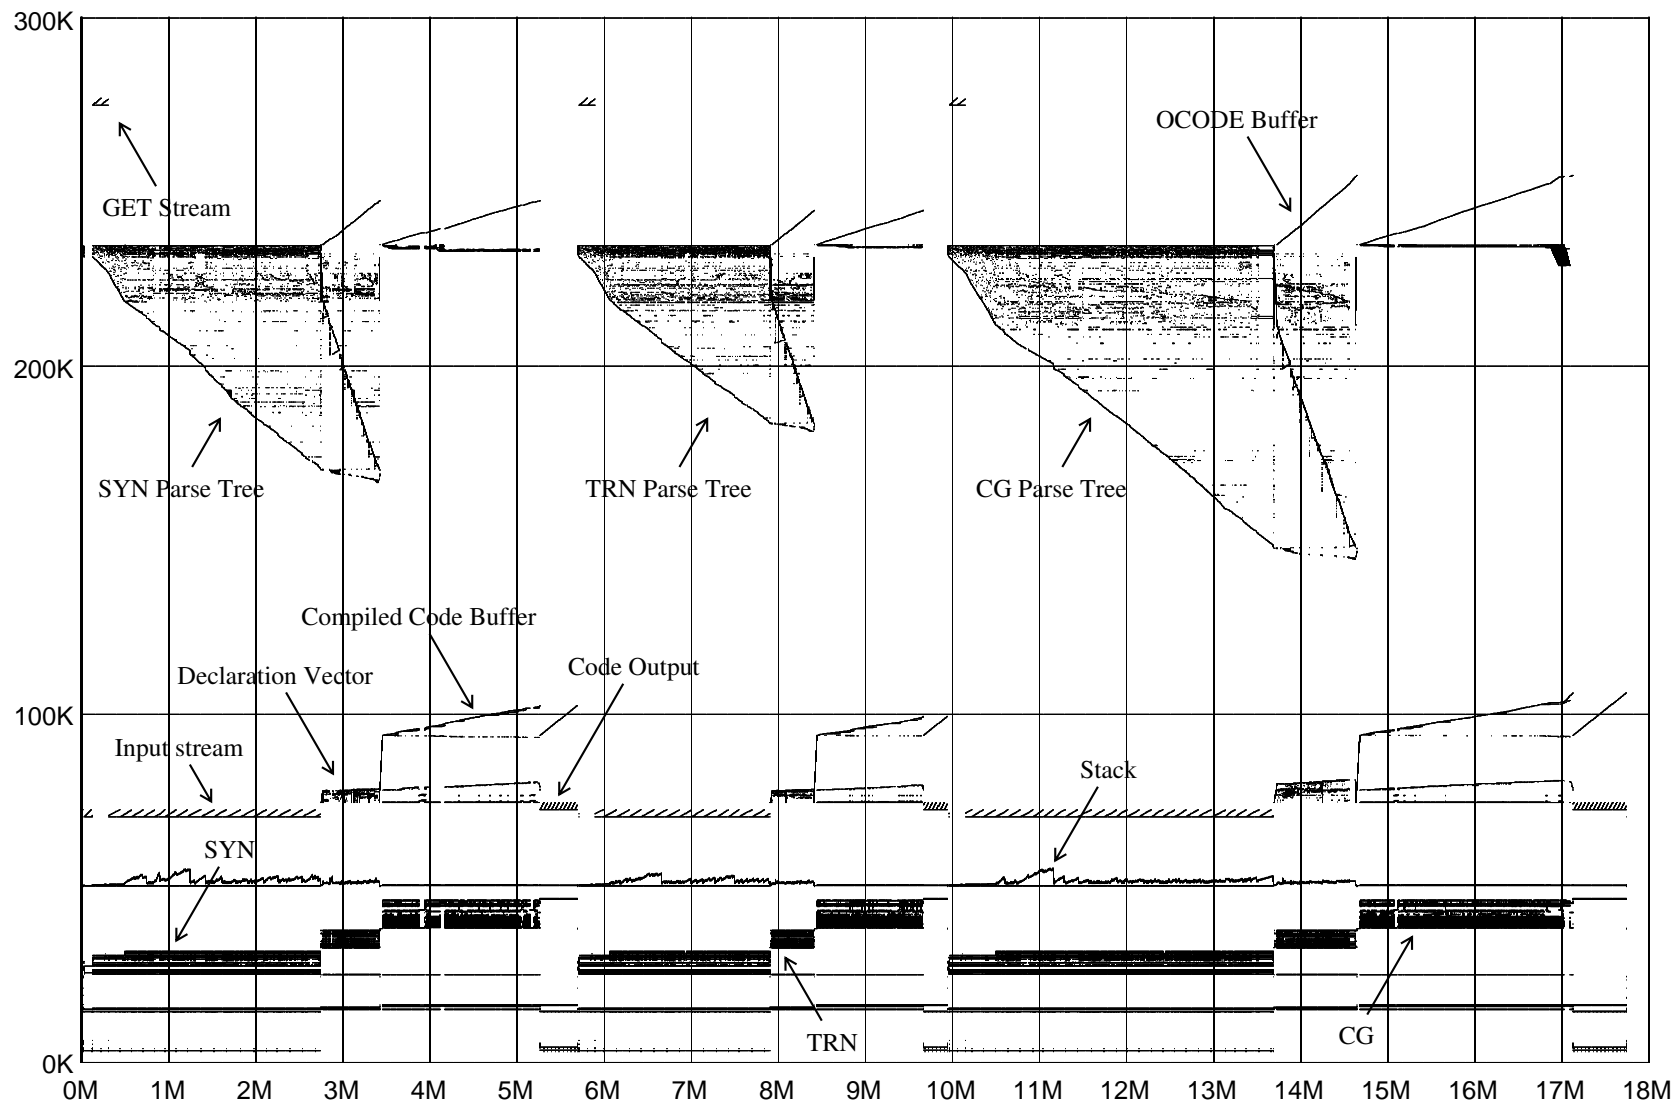 300K
OCODE Buffer
GET Stream
200K
SYN Parse Tree
TRN Parse Tree
CG Parse Tree
Compiled Code Buffer
Declaration Vector
Code Output
100K
Input stream
Stack
SYN
TRN
CG
0K
0M 1M 2M 3M 4M 5M 6M 7M 8M 9M 10M 11M 12M 13M 14M 15M 16M 17M 18M